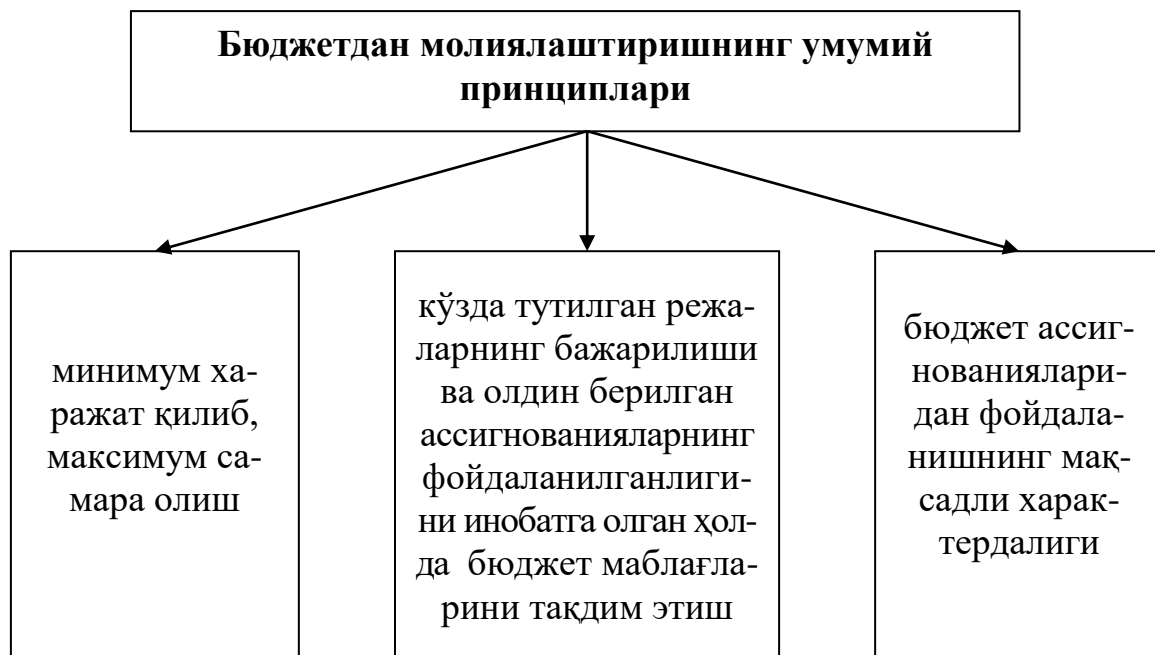 Бюджетдан молиялаштиришнинг умумий
принциплари
минимум ха-
ражат қилиб,
максимум са-
мара олиш
кўзда тутилган режа-
ларнинг бажарилиши
ва олдин берилган
ассигнованияларнинг
фойдаланилганлиги-
ни инобатга олган ҳол-
да бюджет маблағла-
рини тақдим этиш
бюджет ассиг-
нованиялари-
дан фойдала-
нишнинг мақ-
садли харак-
тердалиги